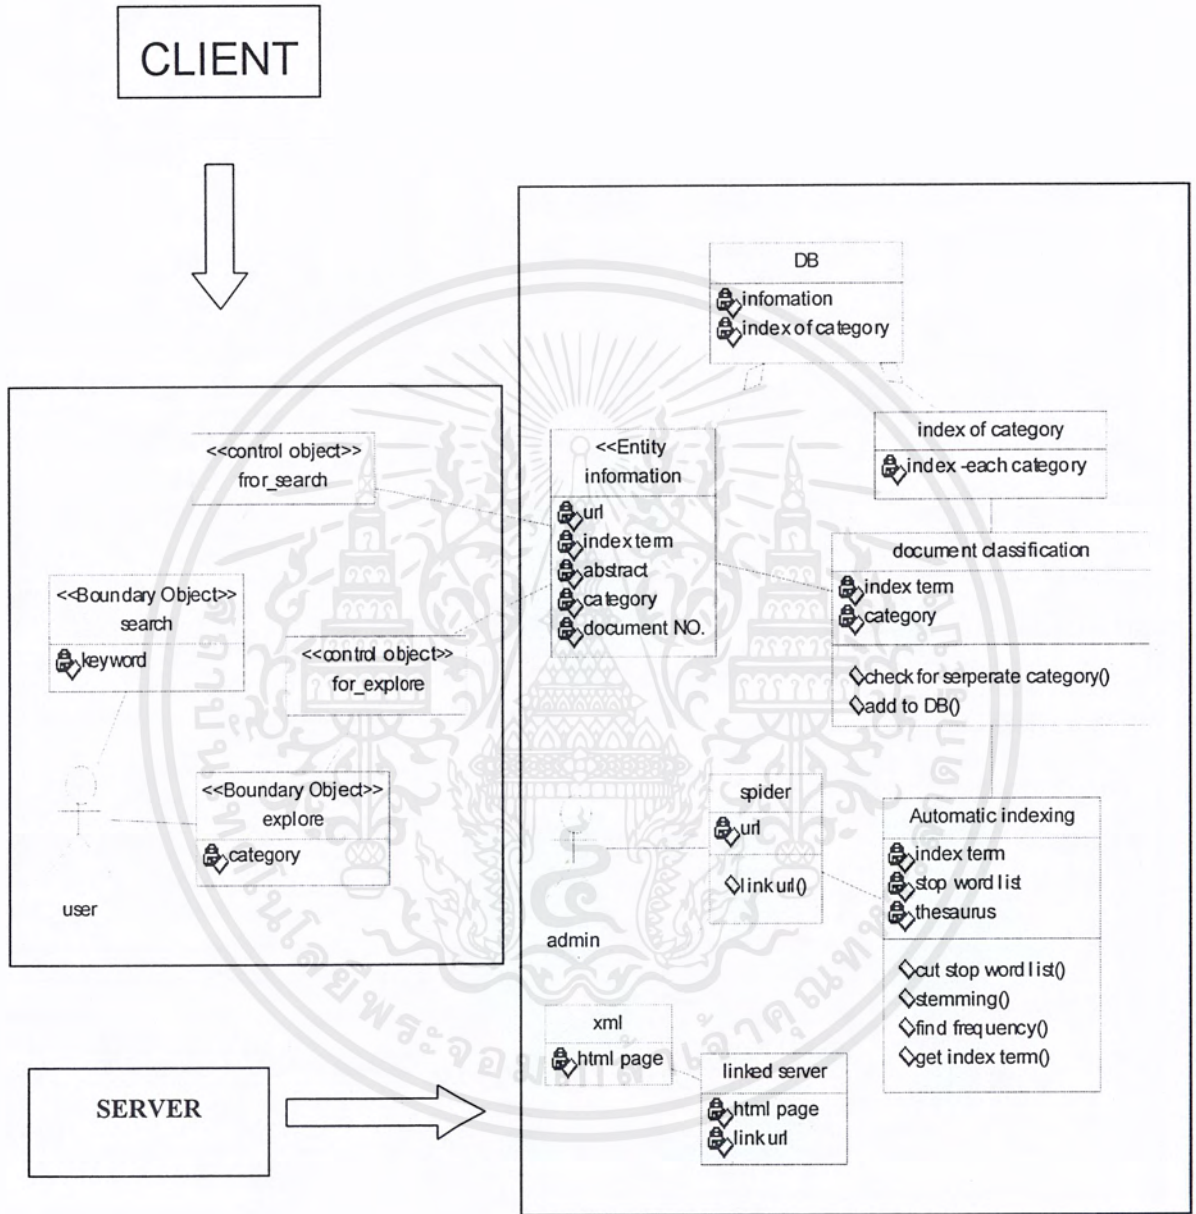 CLIENT
DB
infomation
index of category
<<control object>>
fror_search
<<Entity
information
url
index term
abstract
category
document NO.
index of category
index -each category
document classification
index term
category
check for serperate category()
add to DB()
<<Boundary Object>>
search
keyword
<<control object>>
for_explore
<<Boundary Object>>
explore
category
user
spider
url
link url()
admin
Automatic indexing
index term
stop word list
thesaurus
cut stop word list()
stemming()
find frequency()
get index term()
xml
html page
linked server
html page
link url
SERVER